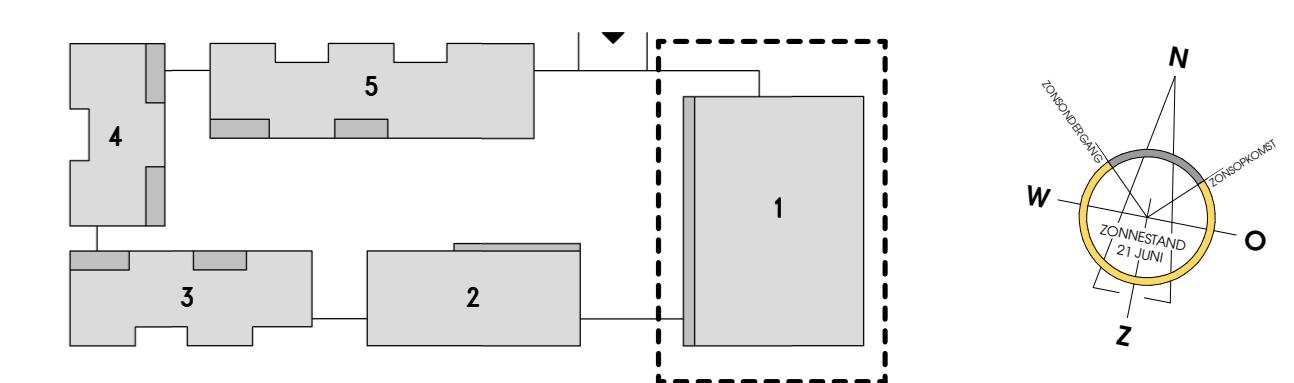 5
4
1
3
2
N
ZONSONDERGANG
ZONSOPKOMST
W
O
ZONNESTAND
21 JUNI
Z